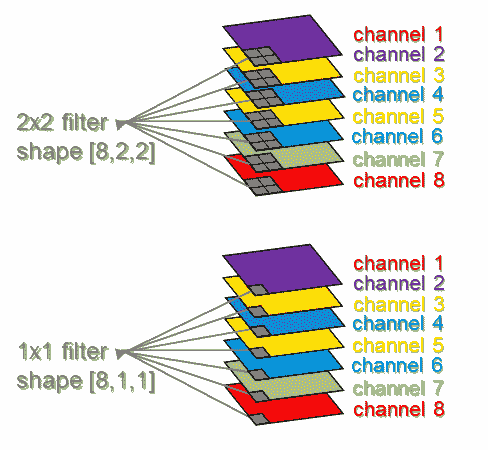 channel 1
channel 2
channel 3
channel 4
channel 5
channel 6
channel 7
channel 8
2x2 filter
shape [8,2,2]
channel 1
channel 2
channel 3
channel 4
channel 5
channel 6
channel 7
channel 8
1x1 filter
shape [8,1,1]